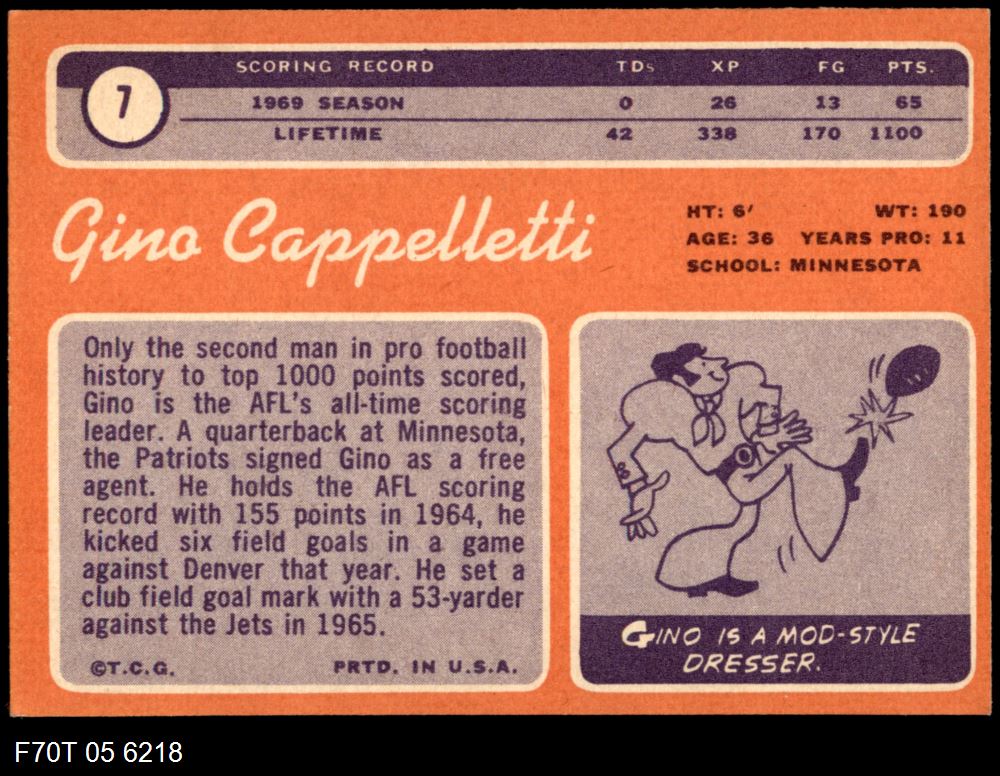 7
SCORING RECORD TDs XP FG PTS.
1969 SEASON 0 26 13 65
LIFETIME 42 338 170 1100
Gino Cappelletti
HT: 6' WT: 190
AGE: 36 YEARS PRO: 11
SCHOOL: MINNESOTA
Only the second man in pro football
history to top 1000 points scored,
Gino is the AFL's all-time scoring
leader. A quarterback at Minnesota,
the Patriots signed Gino as a free
agent. He holds the AFL scoring
record with 155 points in 1964, he
kicked six field goals in a game
against Denver that year. He set a
club field goal mark with a 53-yarder
against the Jets in 1965.
©T.C.G. PRTD. IN U.S.A.
GINO IS A MOD-STYLE
DRESSER.
F70T 05 6218